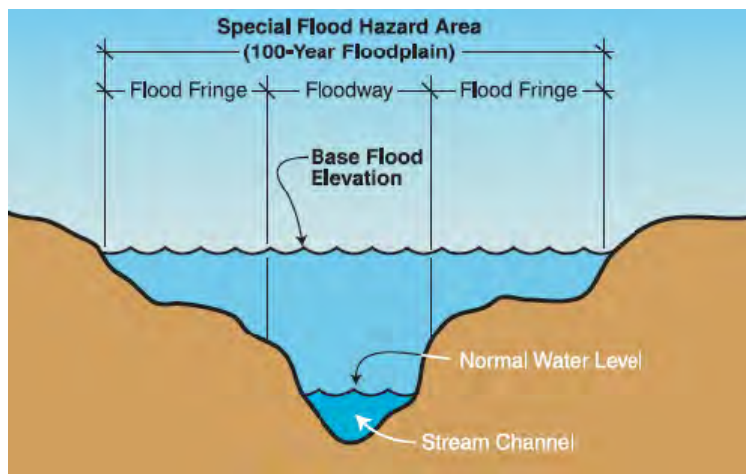 Special Flood Hazard Area
(100-Year Floodplain)
Flood Fringe
Floodway
Flood Fringe
Base Flood
Elevation
Normal Water Level
Stream Channel